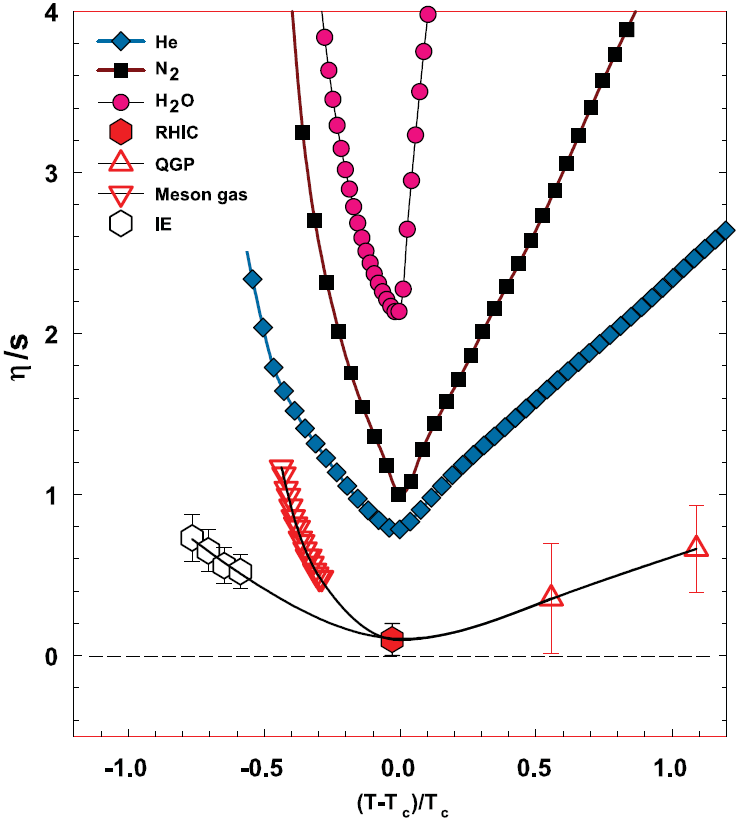 4
3
2
1
0
η/s
He
N2
H2O
RHIC
QGP
Meson gas
IE
-1.0 -0.5 0.0 0.5 1.0
(T-Tc)/Tc